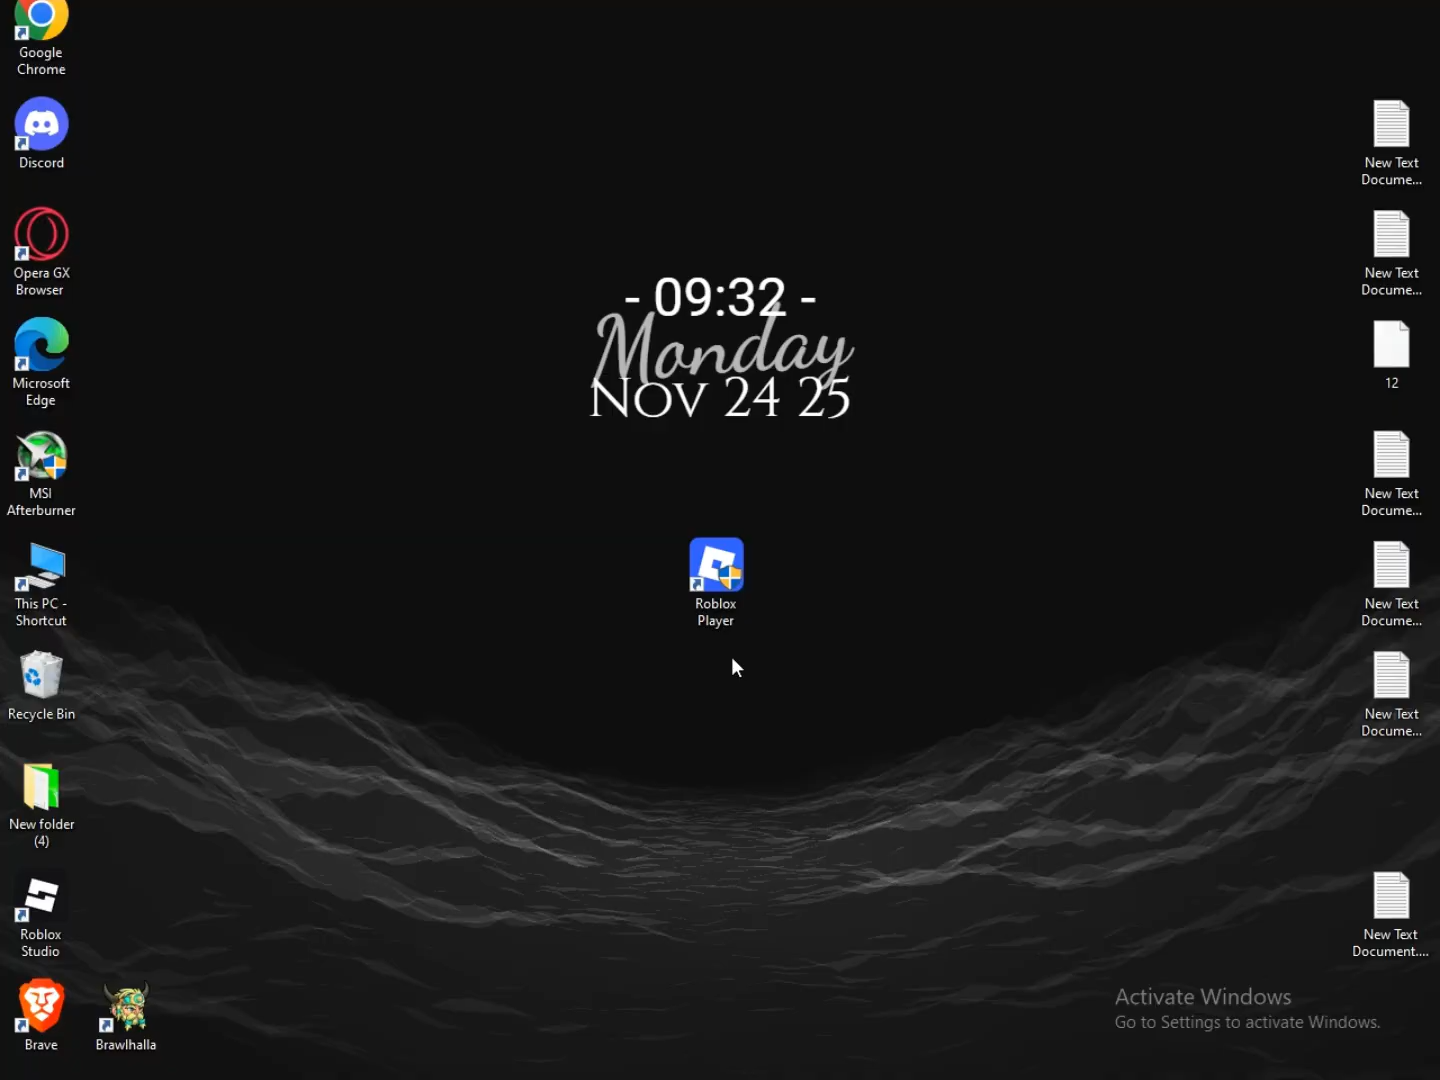 Google
Chrome
Discord
Opera GX
Browser
Microsoft
Edge
MSI
Afterburner
This PC -
Shortcut
Recycle Bin
New folder
(4)
Roblox
Studio
Brave
Brawlhalla
- 09:32 -
Monday
Nov 24 25
Roblox
Player
New Text
Docume...
New Text
Docume...
12
New Text
Docume...
New Text
Docume...
New Text
Docume...
New Text
Document....
Activate Windows
Go to Settings to activate Windows.